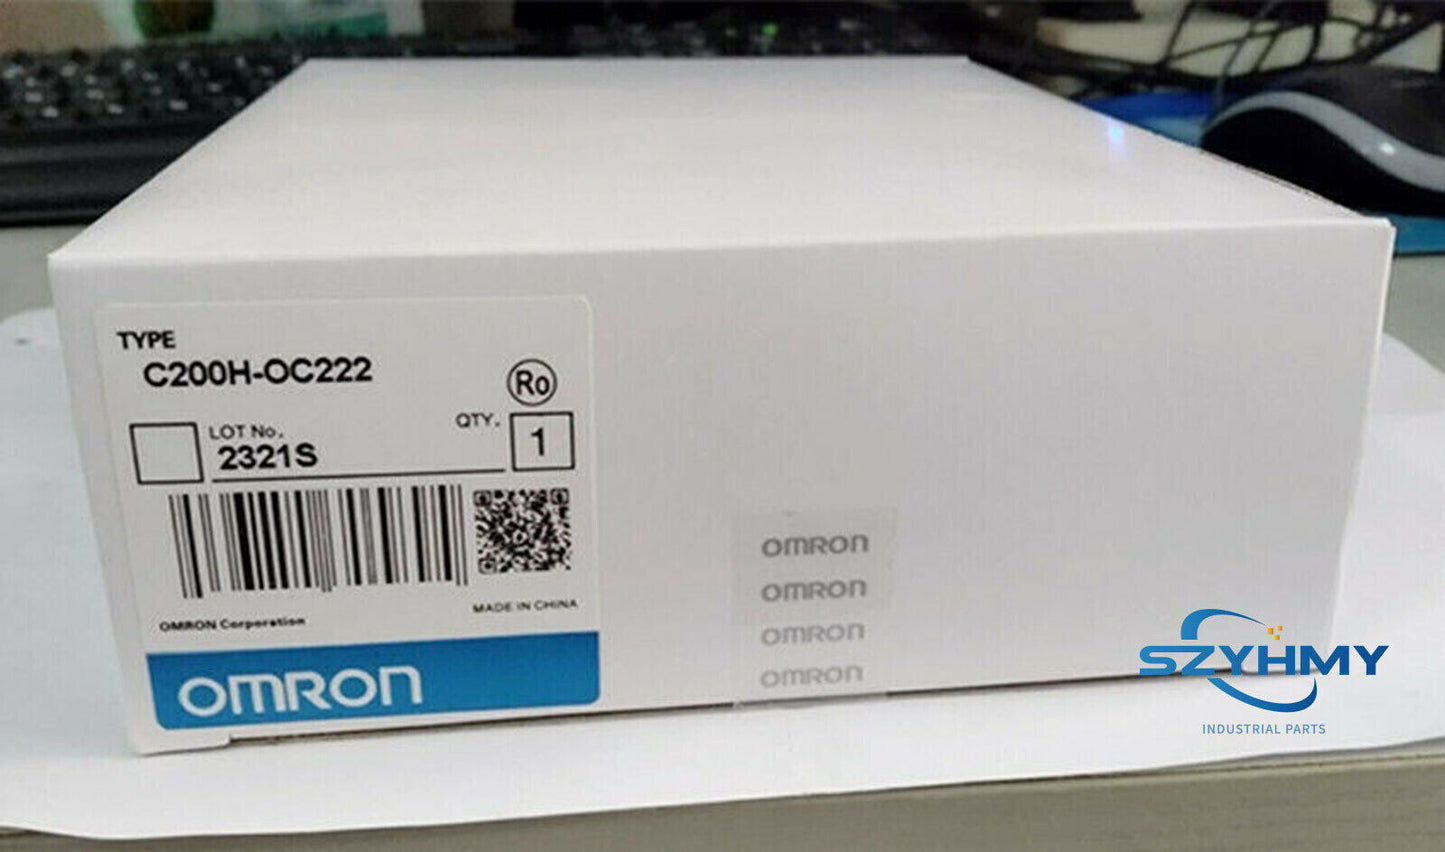 TYPE
C200H-OC222
Ro
LOT No.
QTY.
2321S
1
MADE IN CHINA
OMRON Corporation
OMRON
OMRON
OMRON
OMRON
OMRON
SZYHMY
INDUSTRIAL PARTS